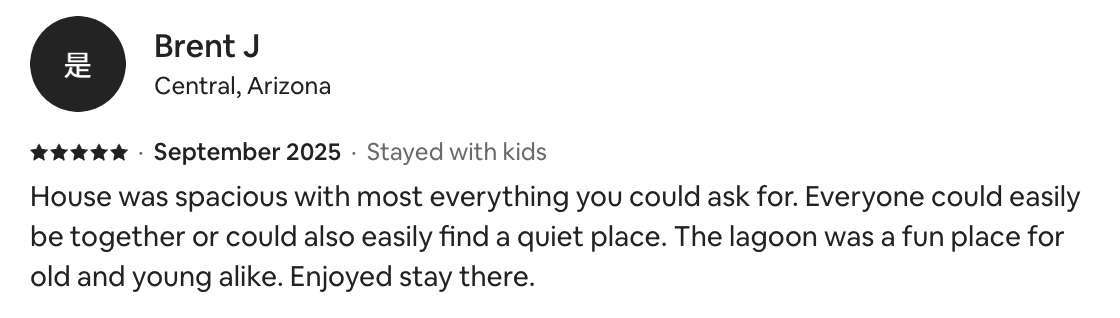 是
Brent J
Central, Arizona
★★★★★ · September 2025 · Stayed with kids
House was spacious with most everything you could ask for. Everyone could easily
be together or could also easily find a quiet place. The lagoon was a fun place for
old and young alike. Enjoyed stay there.